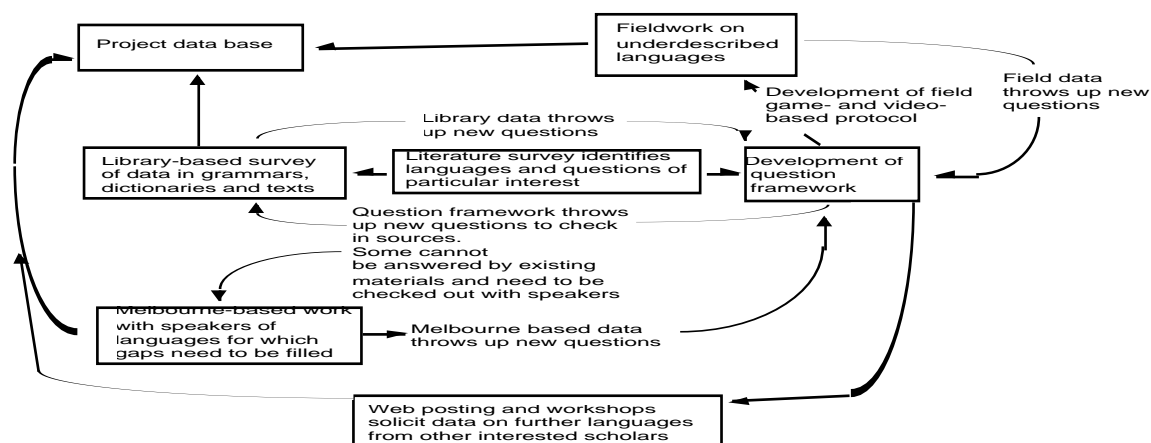 Project data base
Fieldwork on
underdescribed
languages
Field data
throws up new
questions
Development of field
game- and video-
based protocol
Library data throws
up new questions
Library-based survey
of data in grammars,
dictionaries and texts
Literature survey identifies
languages and questions of
particular interest
Development of
question
framework
Question framework throws
up new questions to check
in sources.
Some cannot
be answered by existing
materials and need to be
checked out with speakers
Melbourne-based work
with speakers of
languages for which
gaps need to be filled
Melbourne based data
throws up new questions
Web posting and workshops
solicit data on further languages
from other interested scholars